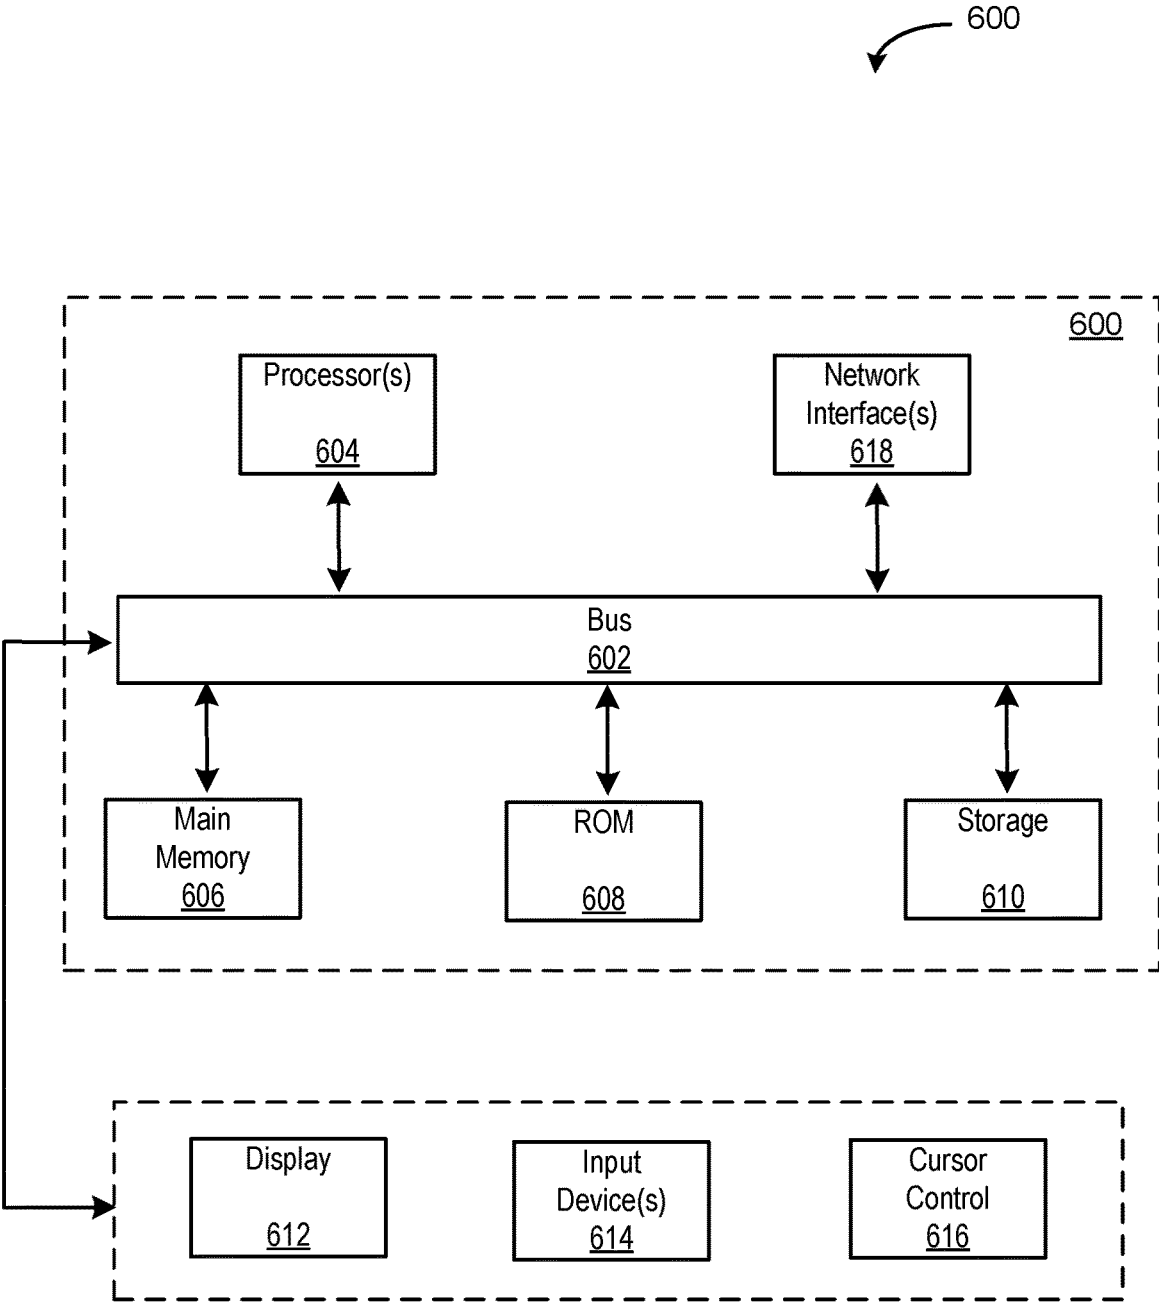 600
600
Processor(s)
604
Network
Interface(s)
618
Bus
602
Main
Memory
606
ROM
608
Storage
610
Display
612
Input
Device(s)
614
Cursor
Control
616